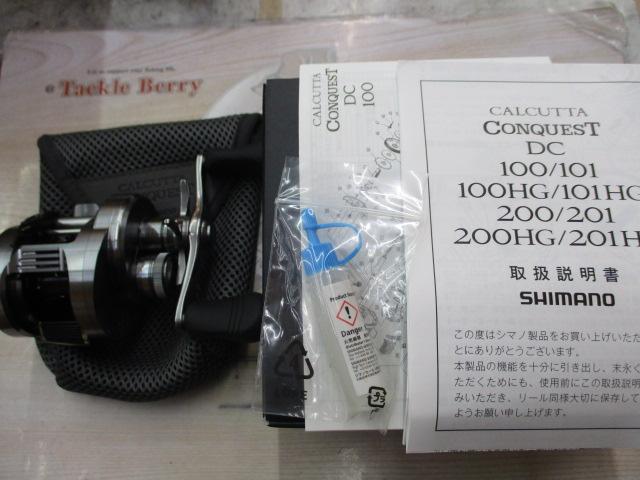 Tackle Berry
CALCUTTA
CONQUEST
CALCUTTA
CONQUEST
DC
100
Danger
CALCUTTA
CONQUEST
DC
100/101
100HG/101HG
200/201
200HG/201H
取扱説明書
SHIMANO
この度はシマノ製品をお買い上げいただ
とにありがとうございます。
本製品の機能を十分に引き出し、末永く
ただくためにも、使用前にこの取扱説明
みいただき、リール同様大切に保存して
ようお願い申し上げます。